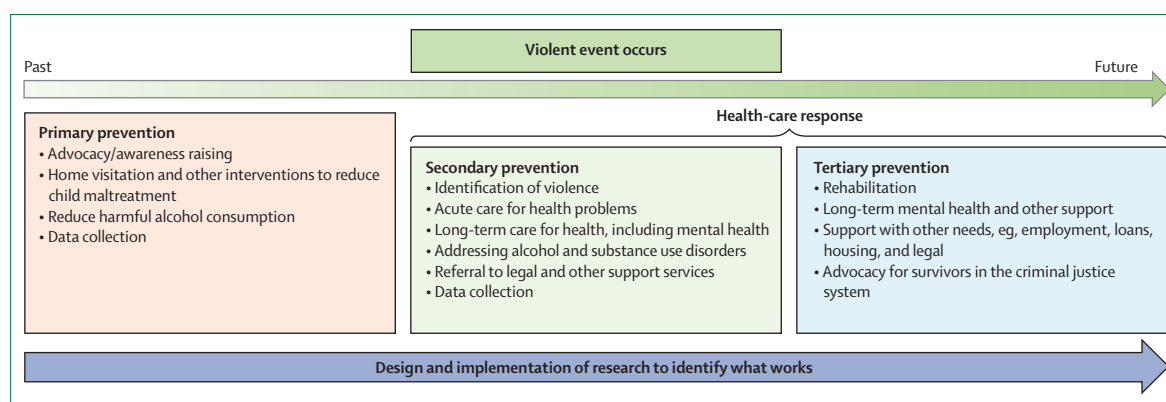 Violent event occurs
Past
Future
Health-care response
Primary prevention
• Advocacy/awareness raising
• Home visitation and other interventions to reduce
child maltreatment
• Reduce harmful alcohol consumption
• Data collection
Secondary prevention
• Identification of violence
• Acute care for health problems
• Long-term care for health, including mental health
• Addressing alcohol and substance use disorders
• Referral to legal and other support services
• Data collection
Tertiary prevention
• Rehabilitation
• Long-term mental health and other support
• Support with other needs, eg, employment, loans,
housing, and legal
• Advocacy for survivors in the criminal justice
system
Design and implementation of research to identify what works